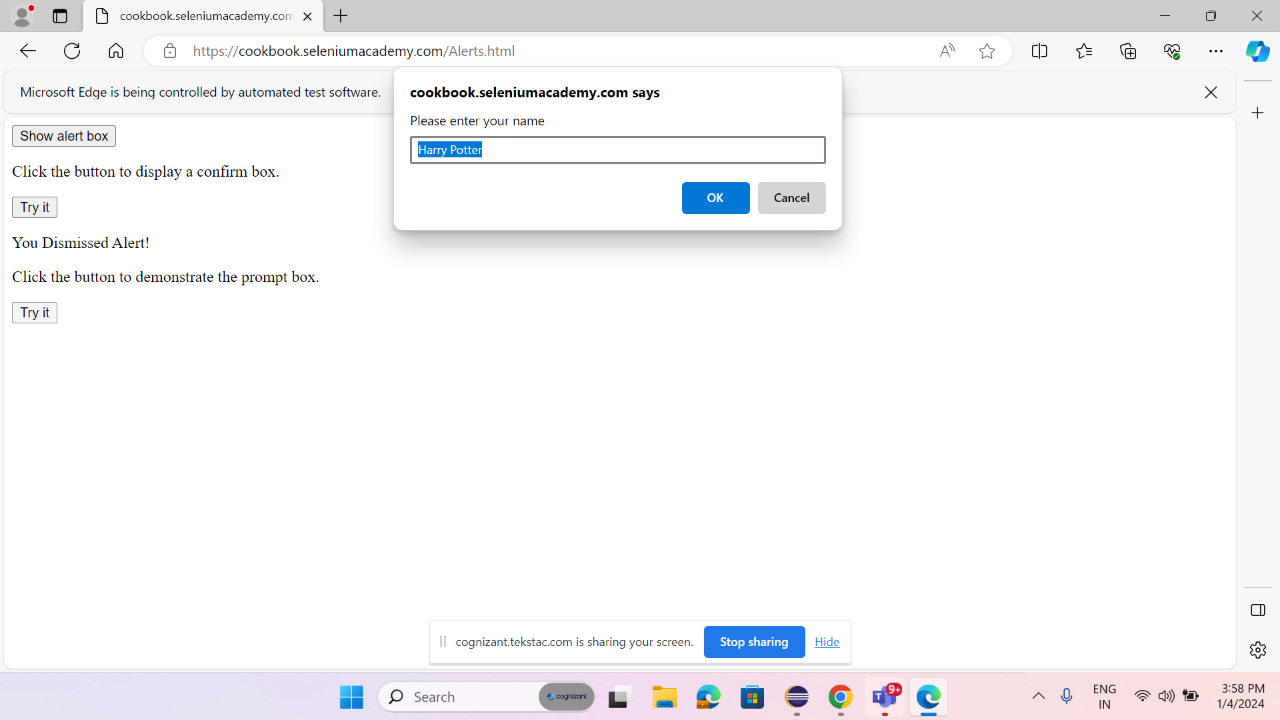 cookbook.seleniumacademy.com
https://cookbook.seleniumacademy.com/Alerts.html
Microsoft Edge is being controlled by automated test software.
cookbook.seleniumacademy.com says
Please enter your name
Harry Potter
OK Cancel
Show alert box
Click the button to display a confirm box.
Try it
You Dismissed Alert!
Click the button to demonstrate the prompt box.
Try it
cognizant.tekstac.com is sharing your screen. Stop sharing Hide
Search cognizant 9+ ENG IN 3:58 PM 1/4/2024